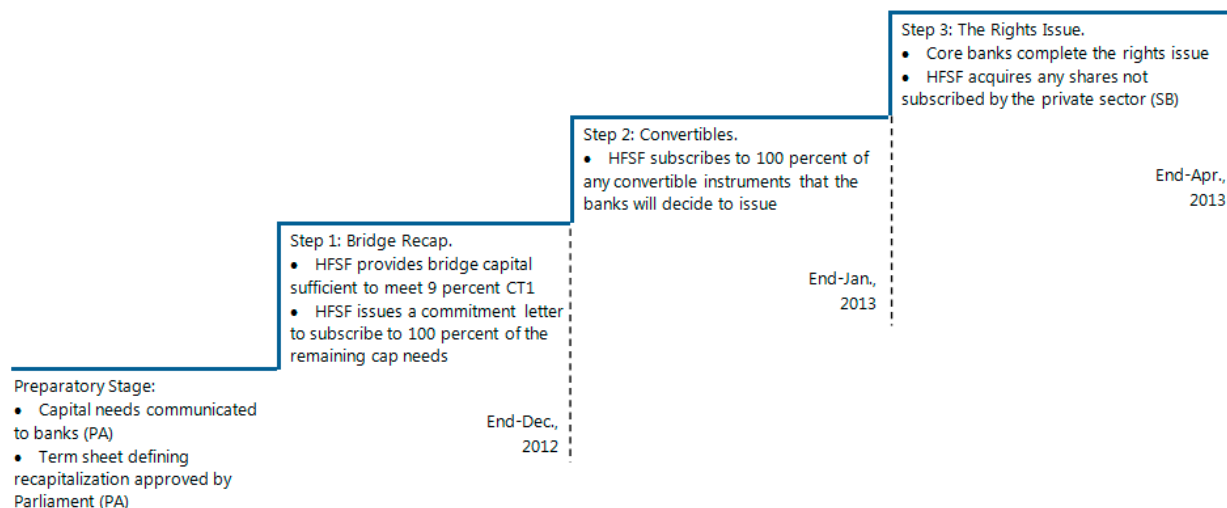 Preparatory Stage:
• Capital needs communicated
to banks (PA)
• Term sheet defining
recapitalization approved by
Parliament (PA)
Step 1: Bridge Recap.
• HFSF provides bridge capital
sufficient to meet 9 percent CT1
• HFSF issues a commitment letter
to subscribe to 100 percent of the
remaining cap needs
End-Dec.,
2012
Step 2: Convertibles.
• HFSF subscribes to 100 percent of
any convertible instruments that the
banks will decide to issue
End-Jan.,
2013
Step 3: The Rights Issue.
• Core banks complete the rights issue
• HFSF acquires any shares not
subscribed by the private sector (SB)
End-Apr.,
2013